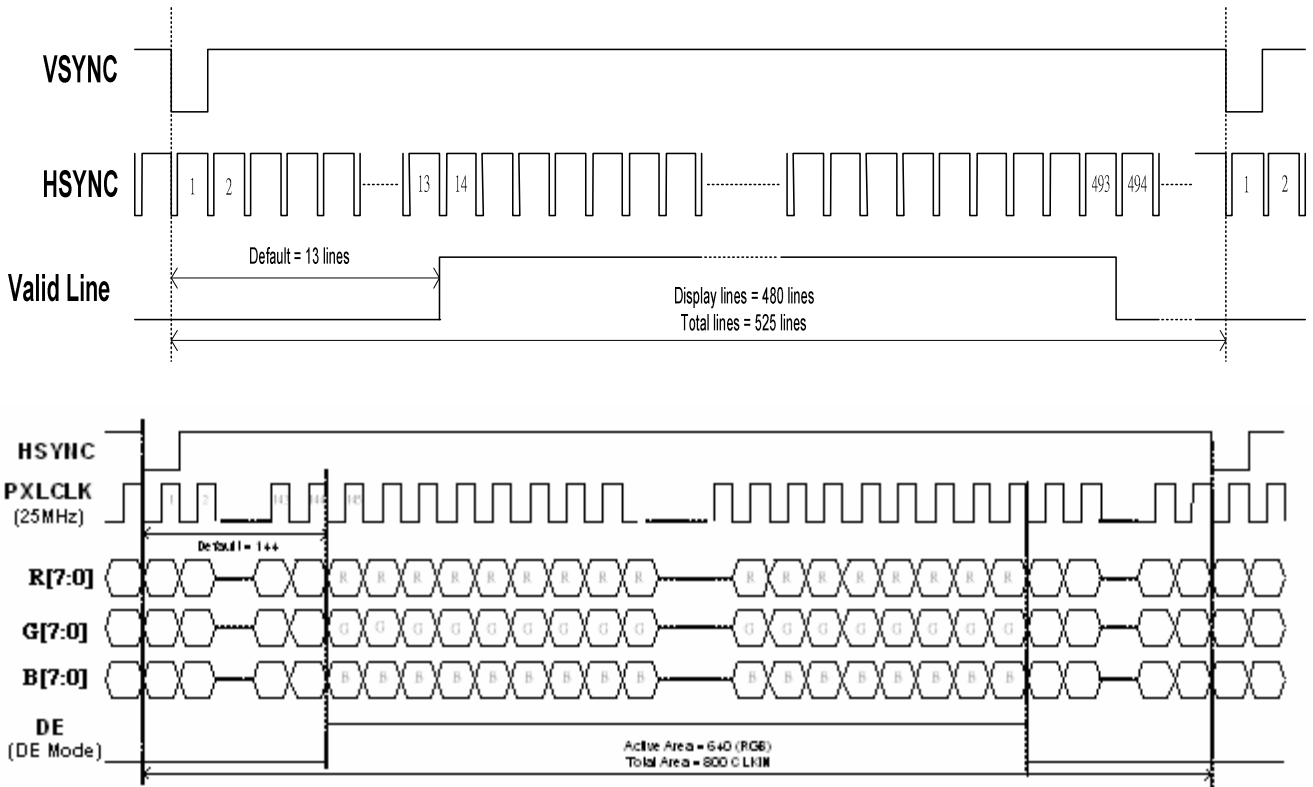 VSYNC
HSYNC 1 2 13 14 493 494 1 2
Default = 13 lines
Valid Line
Display lines = 480 lines
Total lines = 525 lines
HSYNC
PXLCLK 1 2 143 144 145
(25MHz)
Default = 144
R[7:0] R R R R R R R R R R R R R R R R R
G[7:0] G G G G G G G G G G G G G G G G G
B[7:0] B B B B B B B B B B B B B B B B B
DE
(DE Mode)
Active Area = 640 (RGB)
Total Area = 800 CLKIN